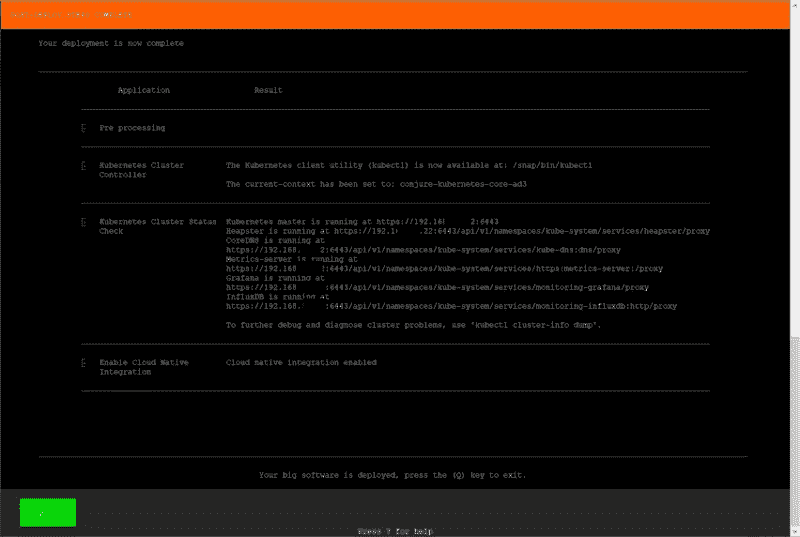 Your deployment is now complete
Application Result
Pre processing
Kubernetes Cluster The Kubernetes client utility (kubectl) is now available at: /snap/bin/kubectl
Controller
The current-context has been set to: conjure-kubernetes-core-ad3
Kubernetes Cluster Status Kubernetes master is running at https://192.168 2:6443
Check Heapster is running at https://192.1 .22:6443/api/v1/namespaces/kube-system/services/heapster/proxy
CoreDNS is running at
https://192.168. 2:6443/api/v1/namespaces/kube-system/services/kube-dns:dns/proxy
Metrics-server is running at
https://192.168 :6443/api/v1/namespaces/kube-system/services/https:metrics-server:/proxy
Grafana is running at
https://192.168 :6443/api/v1/namespaces/kube-system/services/monitoring-grafana/proxy
InfluxDB is running at
https://192.168. :6443/api/v1/namespaces/kube-system/services/monitoring-influxdb:http/proxy
To further debug and diagnose cluster problems, use 'kubectl cluster-info dump'.
Enable Cloud Native Cloud native integration enabled
Integration
Your big software is deployed, press the (Q) key to exit.
Press ? for help